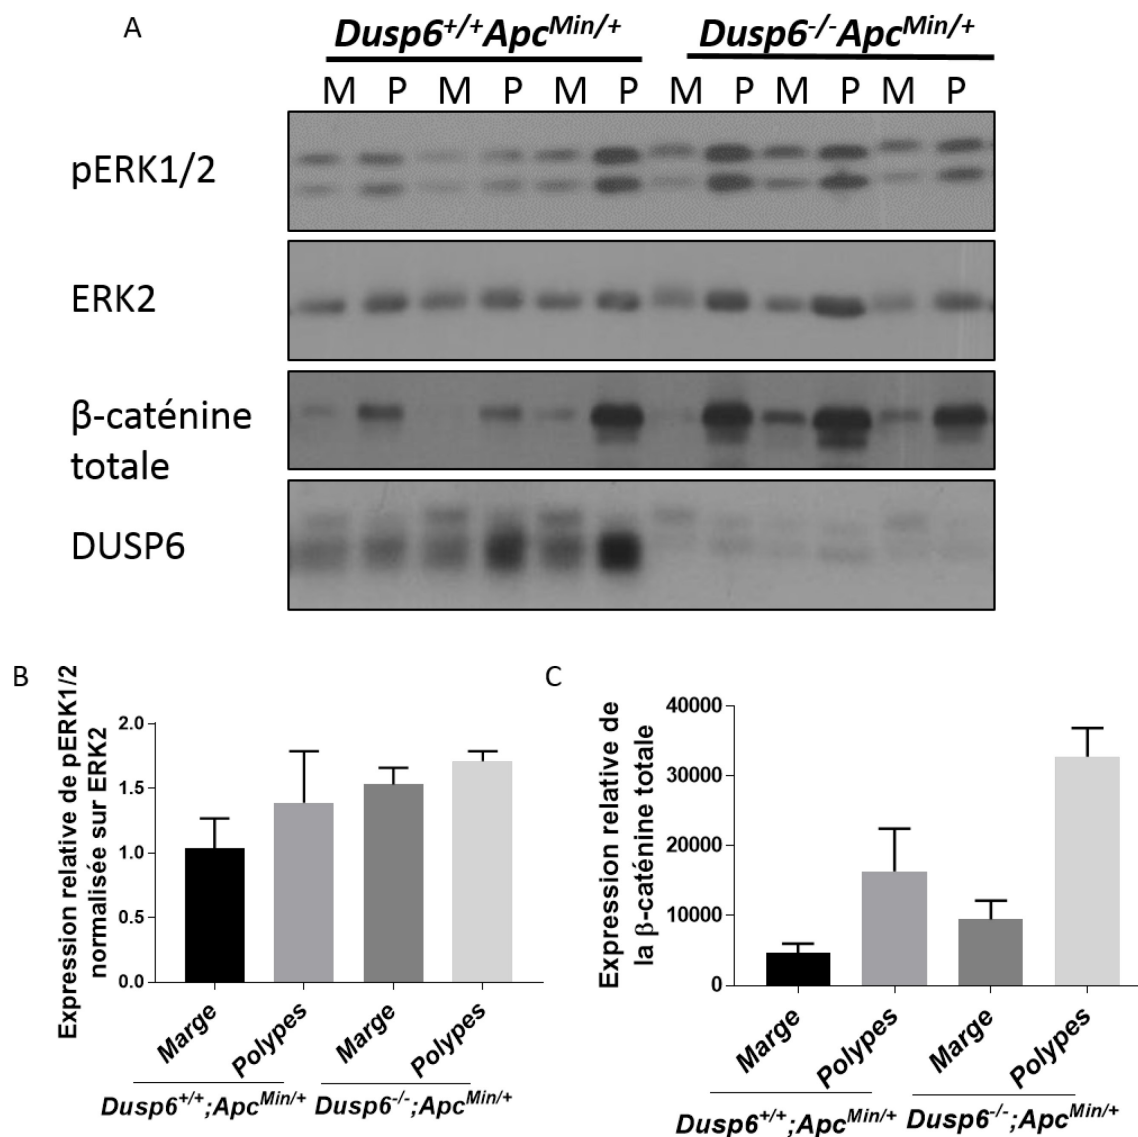 A
Dusp6+/+ApcMin/+ Dusp6-/-ApcMin/+
M P M P M P M P M P M P
pERK1/2
ERK2
β-caténine
totale
DUSP6
B
Expression relative de pERK1/2
normalisée sur ERK2
2.0
1.5
1.0
0.5
0.0
Marge Polypes Marge Polypes
Dusp6+/+;ApcMin/+ Dusp6-/-;ApcMin/+
C
Expression relative de
la β-caténine totale
40000
30000
20000
10000
0
Marge Polypes Marge Polypes
Dusp6+/+;ApcMin/+ Dusp6-/-;ApcMin/+